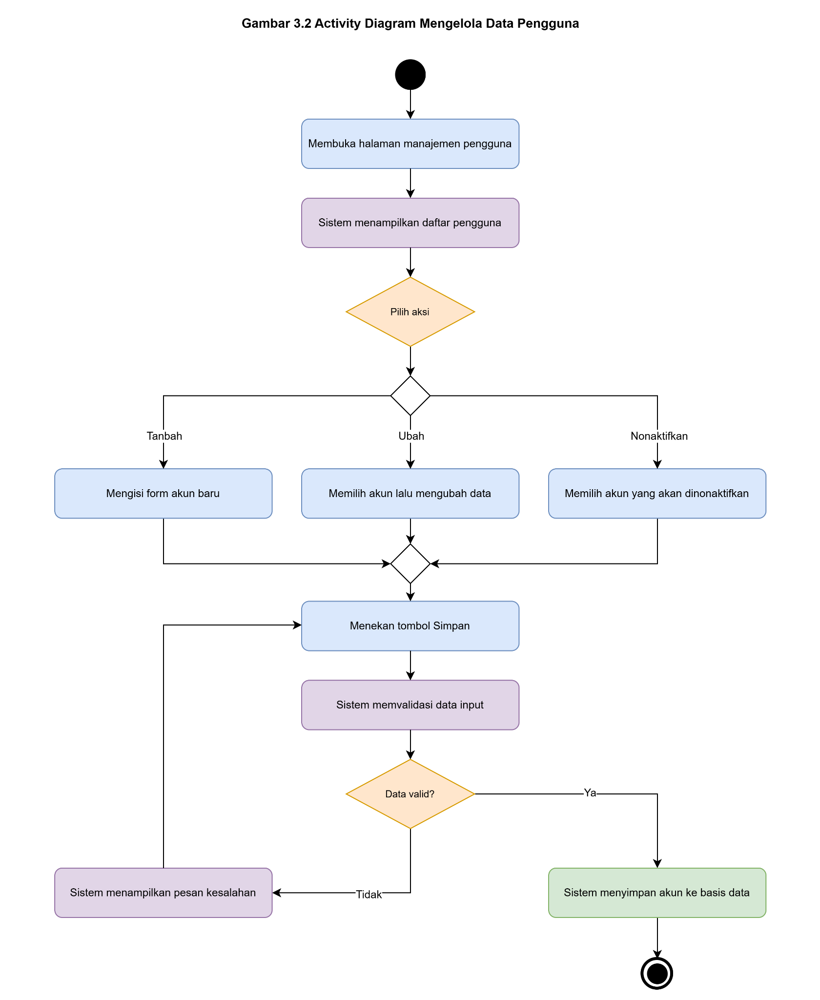 Gambar 3.2 Activity Diagram Mengelola Data Pengguna
Membuka halaman manajemen pengguna
Sistem menampilkan daftar pengguna
Pilih aksi
Tanbah
Ubah
Nonaktifkan
Mengisi form akun baru
Memilih akun lalu mengubah data
Memilih akun yang akan dinonaktifkan
Menekan tombol Simpan
Sistem memvalidasi data input
Data valid?
Ya
Tidak
Sistem menampilkan pesan kesalahan
Sistem menyimpan akun ke basis data